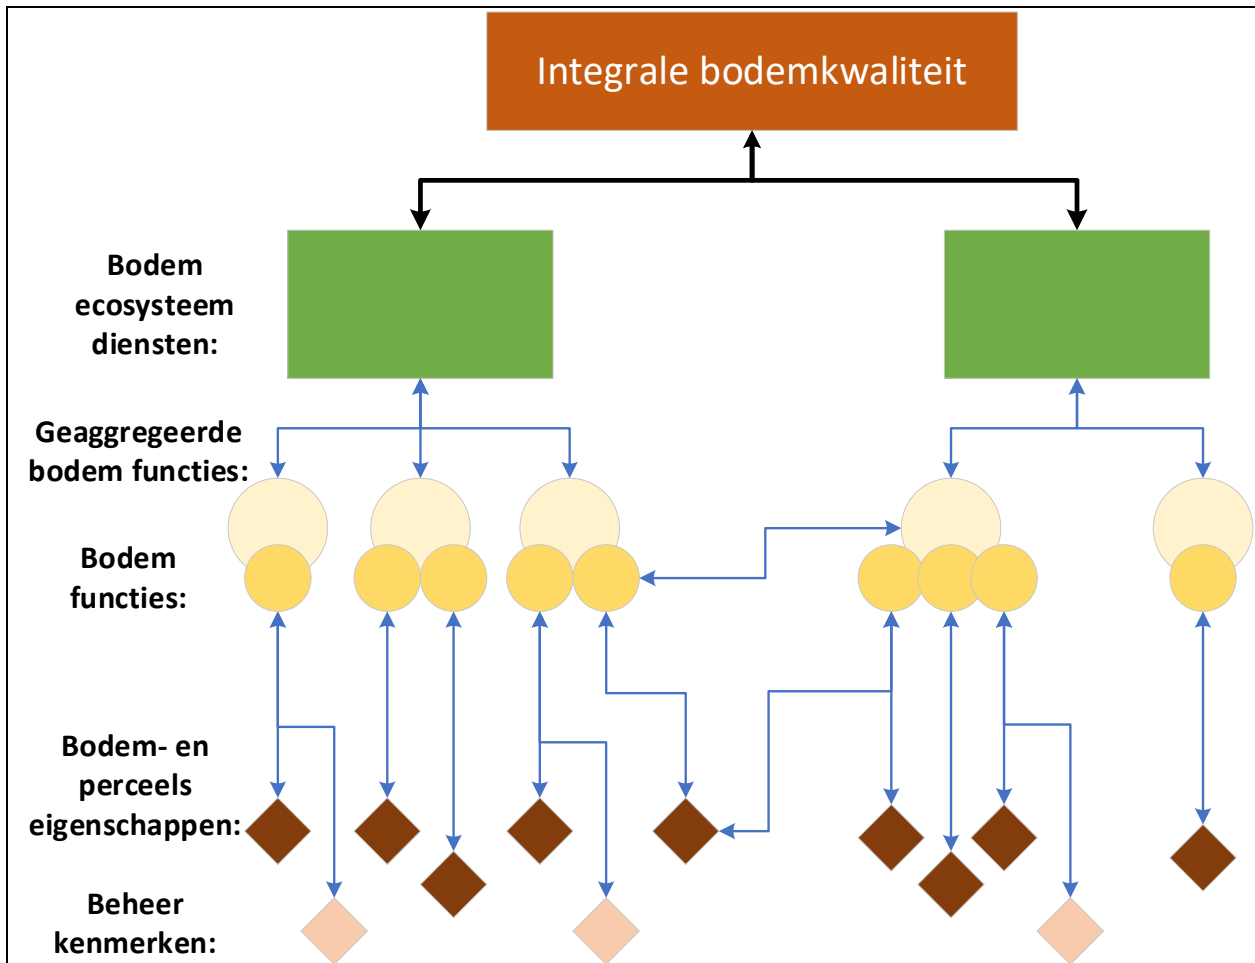 Integrale bodemkwaliteit
Bodem
ecosysteem
diensten:
Geaggregeerde
bodem functies:
Bodem
functies:
Bodem- en
perceels
eigenschappen:
Beheer
kenmerken: